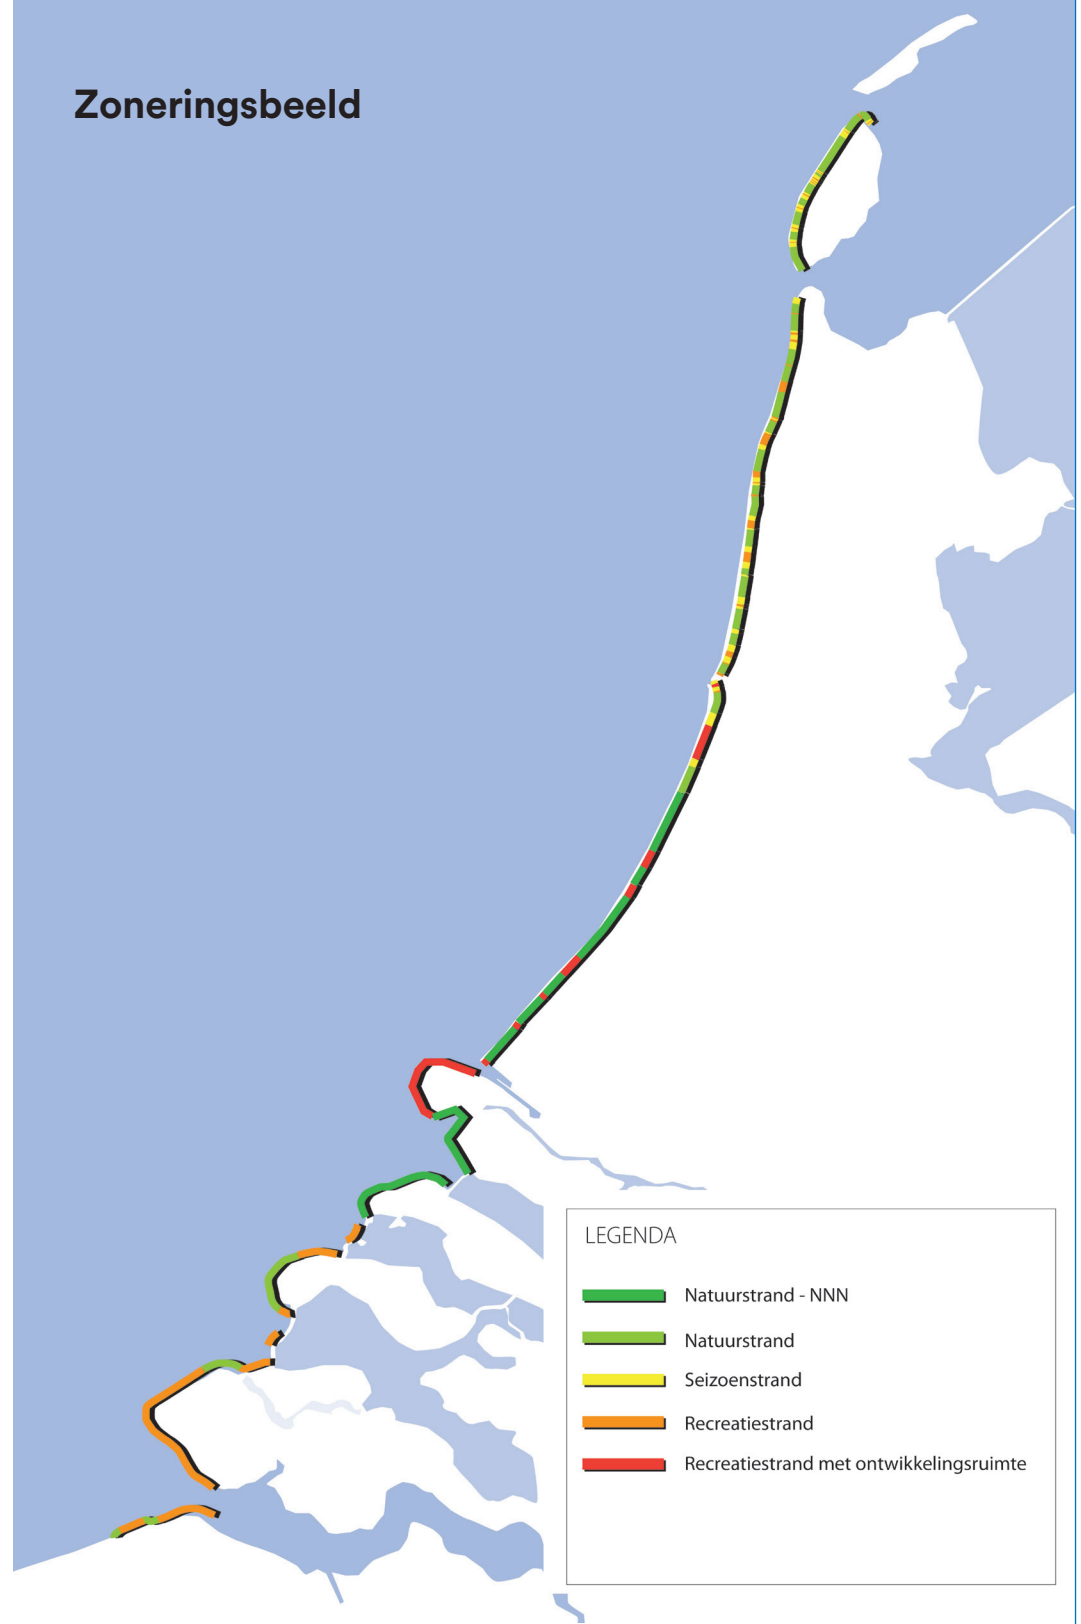 Zoneringsbeeld
LEGENDA
Natuurstrand - NNN
Natuurstrand
Seizoenstrand
Recreatiestrand
Recreatiestrand met ontwikkelingsruimte